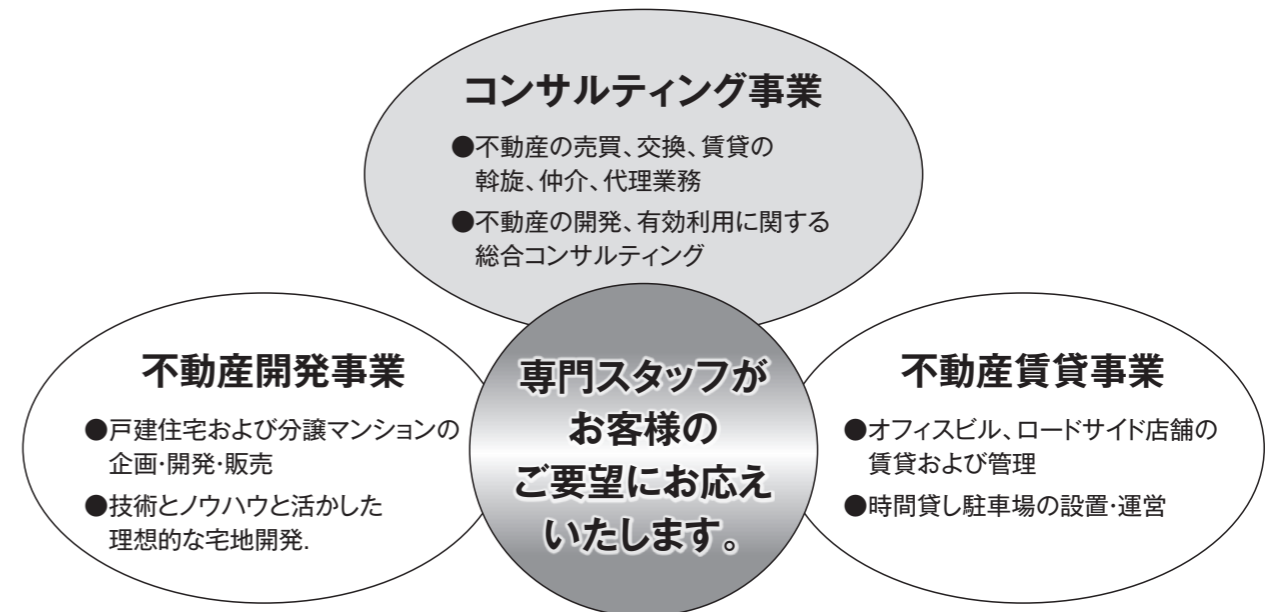 コンサルティング事業
●不動産の売買、交換、賃貸の
斡旋、仲介、代理業務
●不動産の開発、有効利用に関する
総合コンサルティング
不動産開発事業
●戸建住宅および分譲マンションの
企画・開発・販売
●技術とノウハウと活かした
理想的な宅地開発.
専門スタッフが
お客様の
ご要望にお応え
いたします。
不動産賃貸事業
●オフィスビル、ロードサイド店舗の
賃貸および管理
●時間貸し駐車場の設置・運営